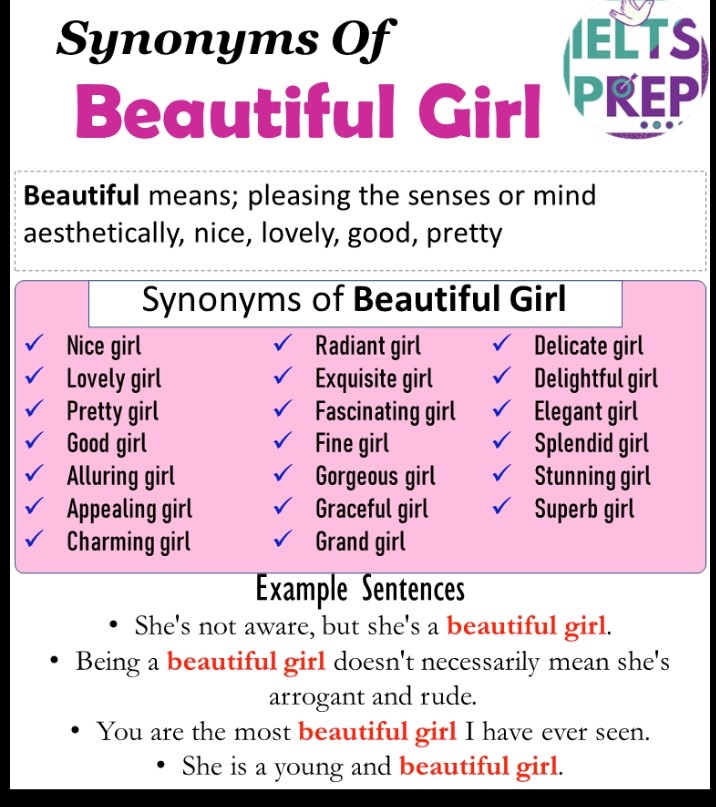 Synonyms Of
Beautiful Girl
IELTS
PREP
Beautiful means; pleasing the senses or mind
aesthetically, nice, lovely, good, pretty
Synonyms of Beautiful Girl
✓ Nice girl
✓ Lovely girl
✓ Pretty girl
✓ Good girl
✓ Alluring girl
✓ Appealing girl
✓ Charming girl
✓ Radiant girl
✓ Exquisite girl
✓ Fascinating girl
✓ Fine girl
✓ Gorgeous girl
✓ Graceful girl
✓ Grand girl
✓ Delicate girl
✓ Delightful girl
✓ Elegant girl
✓ Splendid girl
✓ Stunning girl
✓ Superb girl
Example Sentences
• She's not aware, but she's a beautiful girl.
• Being a beautiful girl doesn't necessarily mean she's
arrogant and rude.
• You are the most beautiful girl I have ever seen.
• She is a young and beautiful girl.